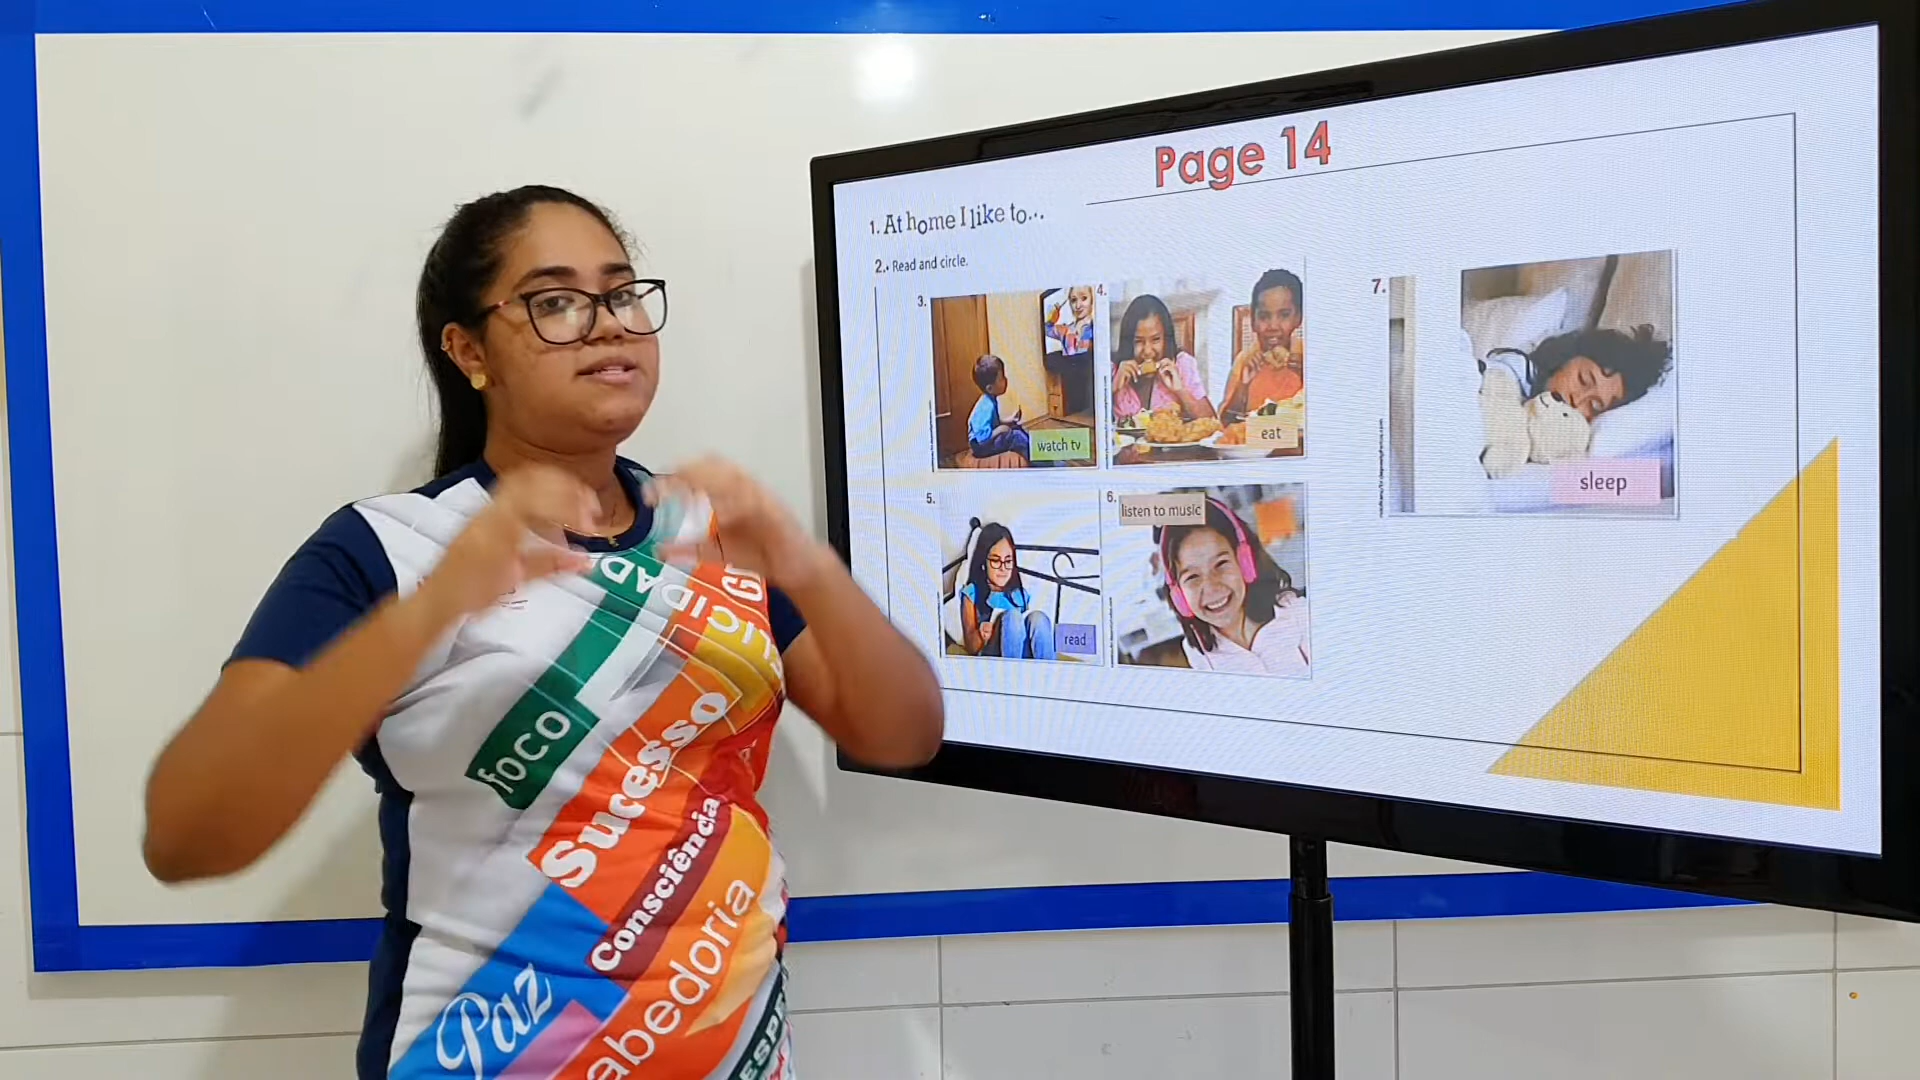 Page 14
1. At home I like to...
2.• Read and circle.
3.
watch tv
4.
eat
7.
sleep
5.
read
6.
listen to music
foco
Sucesso
Consciência
Paz
abedoria